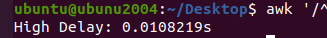 ubuntu@ubunu2004:~/Desktop$ awk '/^
High Delay: 0.0108219s